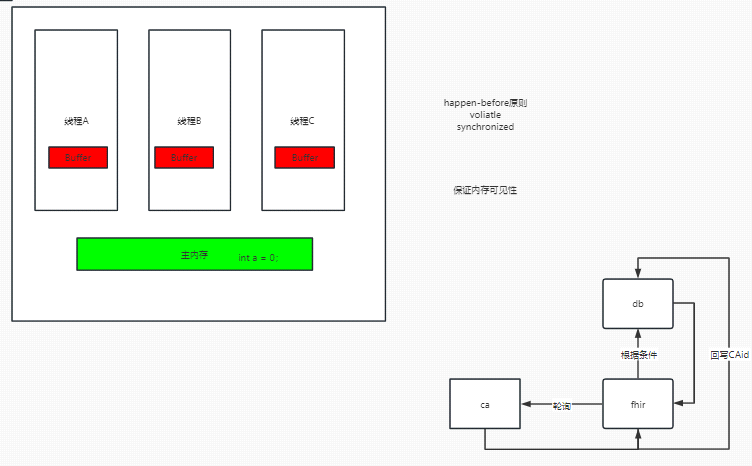 happen-before原则
voliatle
synchronized
线程A
线程B
线程C
Buffer
Buffer
Buffer
保证内存可见性
主内存
int a = 0;
db
根据条件
回写CAid
ca
轮询
fhir